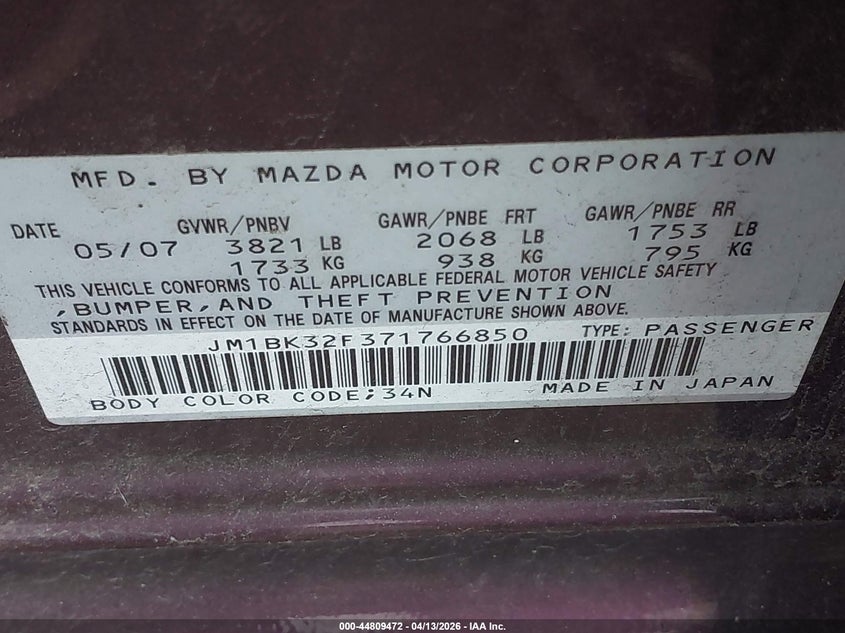 MFD. BY MAZDA MOTOR CORPORATION
DATE GVWR/PNBV GAWR/PNBE FRT GAWR/PNBE RR
05/07 3821 LB 2068 LB 1753 LB
1733 KG 938 KG 795 KG
THIS VEHICLE CONFORMS TO ALL APPLICABLE FEDERAL MOTOR VEHICLE SAFETY
,BUMPER,AND THEFT PREVENTION
STANDARDS IN EFFECT ON THE DATE OF MANUFACTURE SHOWN ABOVE.
JM1BK32F371766850 TYPE: PASSENGER
BODY COLOR CODE;34N MADE IN JAPAN
000-44809472 - 04/13/2026 - IAA Inc.